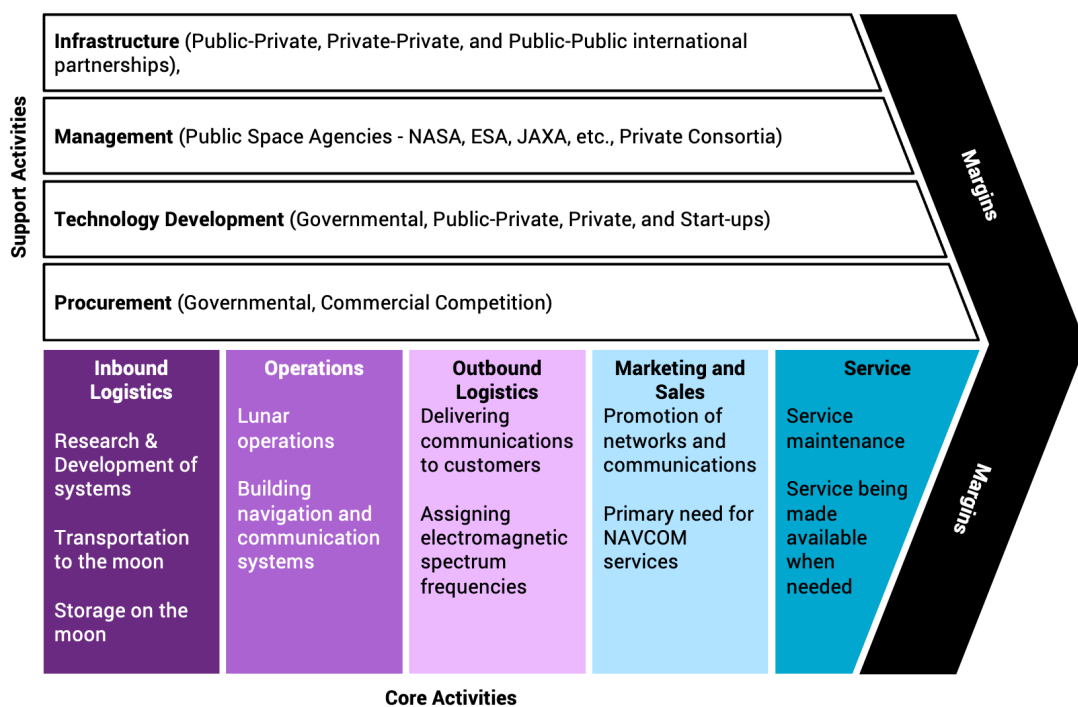 Support Activities
Infrastructure (Public-Private, Private-Private, and Public-Public international
partnerships),
Management (Public Space Agencies - NASA, ESA, JAXA, etc., Private Consortia)
Technology Development (Governmental, Public-Private, Private, and Start-ups)
Procurement (Governmental, Commercial Competition)
Margins
Margins
Inbound
Logistics
Research &
Development of
systems
Transportation
to the moon
Storage on the
moon
Operations
Lunar
operations
Building
navigation and
communication
systems
Outbound
Logistics
Delivering
communications
to customers
Assigning
electromagnetic
spectrum
frequencies
Marketing and
Sales
Promotion of
networks and
communications
Primary need for
NAVCOM
services
Service
Service
maintenance
Service being
made
available
when
needed
Core Activities